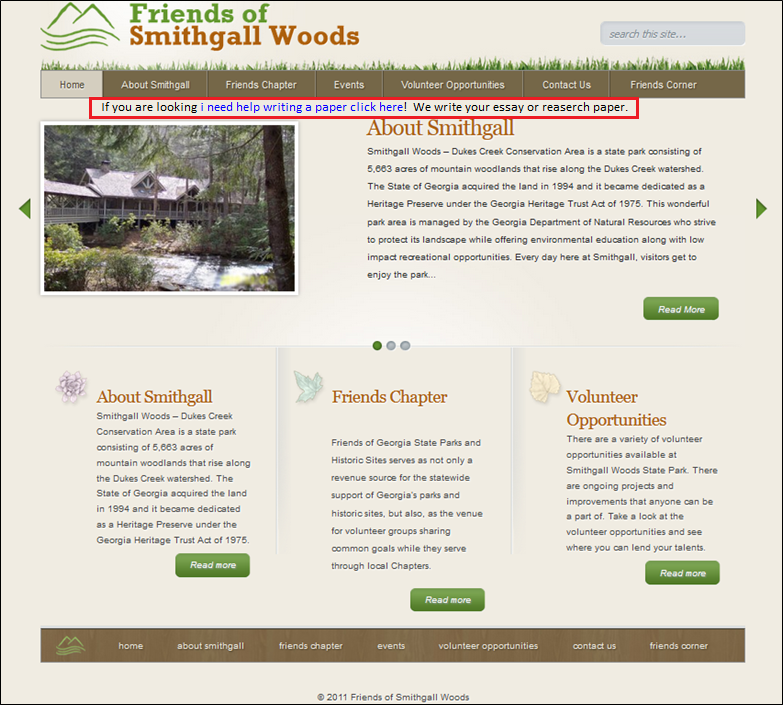 Friends of
Smithgall Woods
search this site...
Home About Smithgall Friends Chapter Events Volunteer Opportunities Contact Us Friends Corner
If you are looking i need help writing a paper click here! We write your essay or reaserch paper.
About Smithgall
Smithgall Woods – Dukes Creek Conservation Area is a state park consisting of
5,663 acres of mountain woodlands that rise along the Dukes Creek watershed.
The State of Georgia acquired the land in 1994 and it became dedicated as a
Heritage Preserve under the Georgia Heritage Trust Act of 1975. This wonderful
park area is managed by the Georgia Department of Natural Resources who strive
to protect its landscape while offering environmental education along with low
impact recreational opportunities. Every day here at Smithgall, visitors get to
enjoy the park...
Read More
About Smithgall
Smithgall Woods – Dukes Creek
Conservation Area is a state park
consisting of 5,663 acres of
mountain woodlands that rise along
the Dukes Creek watershed. The
State of Georgia acquired the land
in 1994 and it became dedicated
as a Heritage Preserve under the
Georgia Heritage Trust Act of 1975.
Read more
Friends Chapter
Friends of Georgia State Parks and
Historic Sites serves as not only a
revenue source for the statewide
support of Georgia's parks and
historic sites, but also, as the venue
for volunteer groups sharing
common goals while they serve
through local Chapters.
Read more
Volunteer
Opportunities
There are a variety of volunteer
opportunities available at
Smithgall Woods State Park. There
are ongoing projects and
improvements that anyone can be
a part of. Take a look at the
volunteer opportunities and see
where you can lend your talents.
Read more
home about smithgall friends chapter events volunteer opportunities contact us friends corner
© 2011 Friends of Smithgall Woods